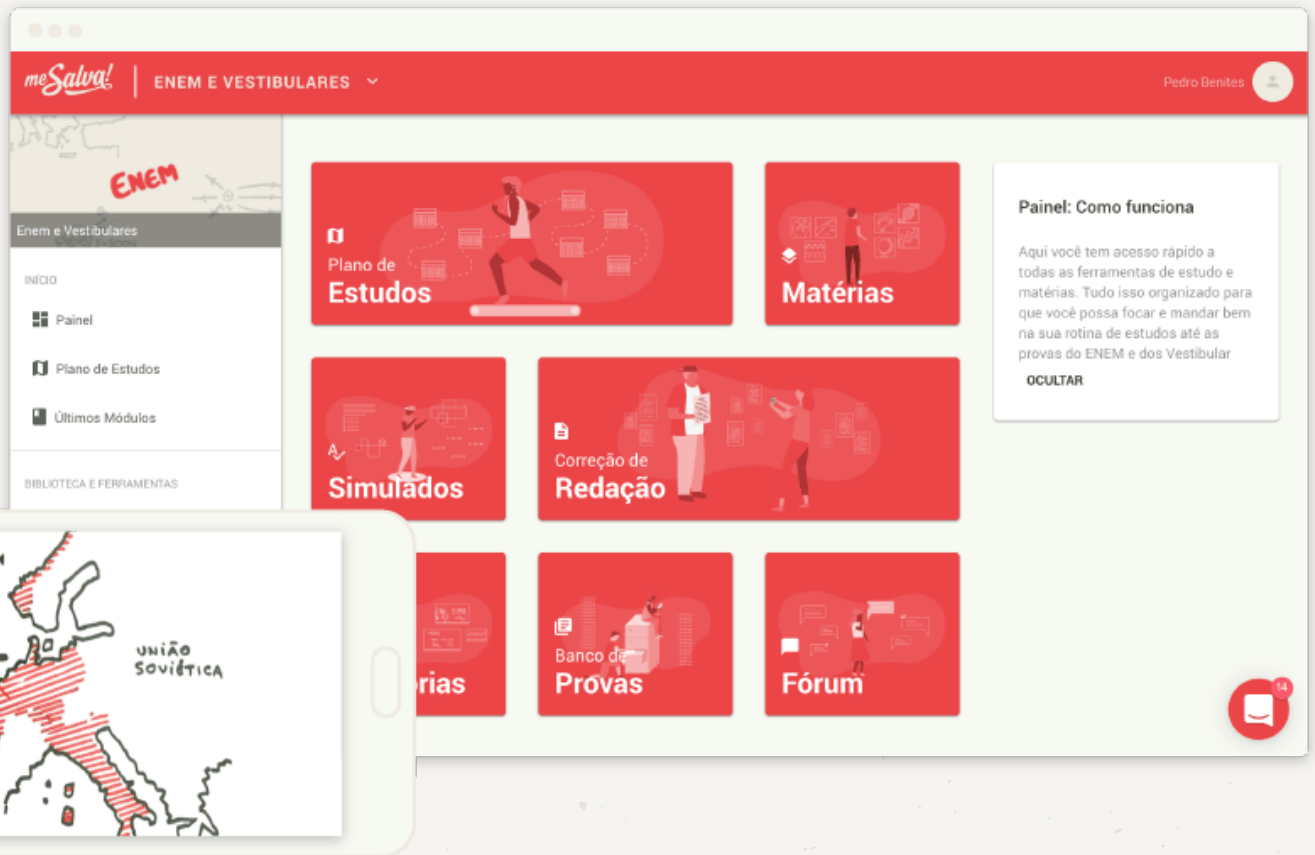 meSalva!
ENEM E VESTIBULARES
Pedro Benites
ENEM
Enem e Vestibulares
INÍCIO
Painel
Plano de Estudos
Últimos Módulos
BIBLIOTECA E FERRAMENTAS
Plano de
Estudos
Matérias
Simulados
Correção de
Redação
rias
Banco de
Provas
Fórum
Painel: Como funciona
Aqui você tem acesso rápido a
todas as ferramentas de estudo e
matérias. Tudo isso organizado para
que você possa focar e mandar bem
na sua rotina de estudos até as
provas do ENEM e dos Vestibular
OCULTAR
14
UNIÃO
SOVIÉTICA